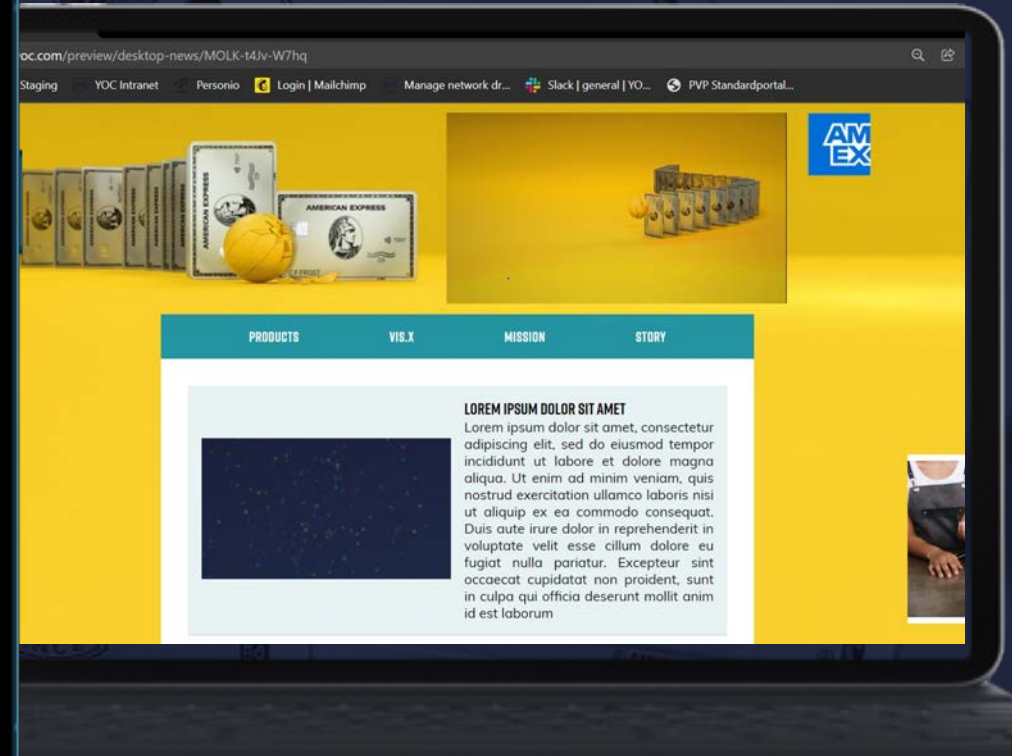 oc.com/preview/desktop-news/MOLK-t4Jv-W7hq
Staging YOC Intranet Personio Login | Mailchimp Manage network dr... Slack | general | YO... PVP Standardportal...
AM
EX
AMERICAN EXPRESS
AMERICAN EXPRESS
FROST
PRODUCTS VIS.X MISSION STORY
LOREM IPSUM DOLOR SIT AMET
Lorem ipsum dolor sit amet, consectetur
adipiscing elit, sed do eiusmod tempor
incididunt ut labore et dolore magna
aliqua. Ut enim ad minim veniam, quis
nostrud exercitation ullamco laboris nisi
ut aliquip ex ea commodo consequat.
Duis aute irure dolor in reprehenderit in
voluptate velit esse cillum dolore eu
fugiat nulla pariatur. Excepteur sint
occaecat cupidatat non proident, sunt
in culpa qui officia deserunt mollit anim
id est laborum